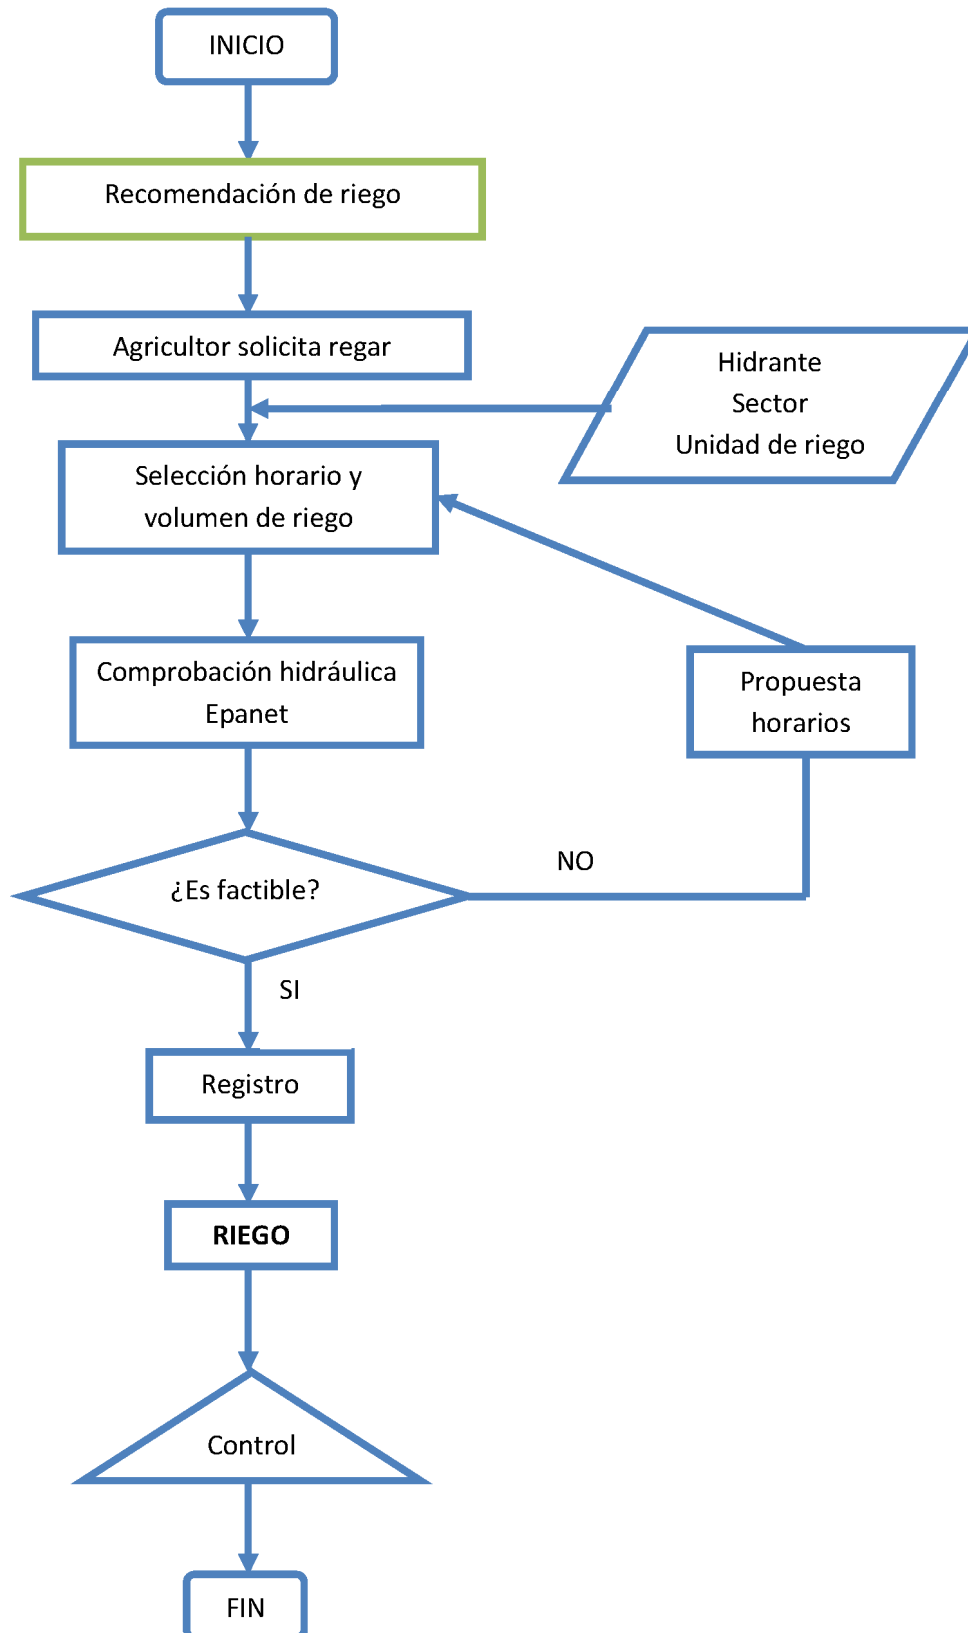 INICIO
Recomendación de riego
Agricultor solicita regar
Hidrante
Sector
Unidad de riego
Selección horario y
volumen de riego
Comprobación hidráulica
Epanet
Propuesta
horarios
¿Es factible?
NO
SI
Registro
RIEGO
Control
FIN